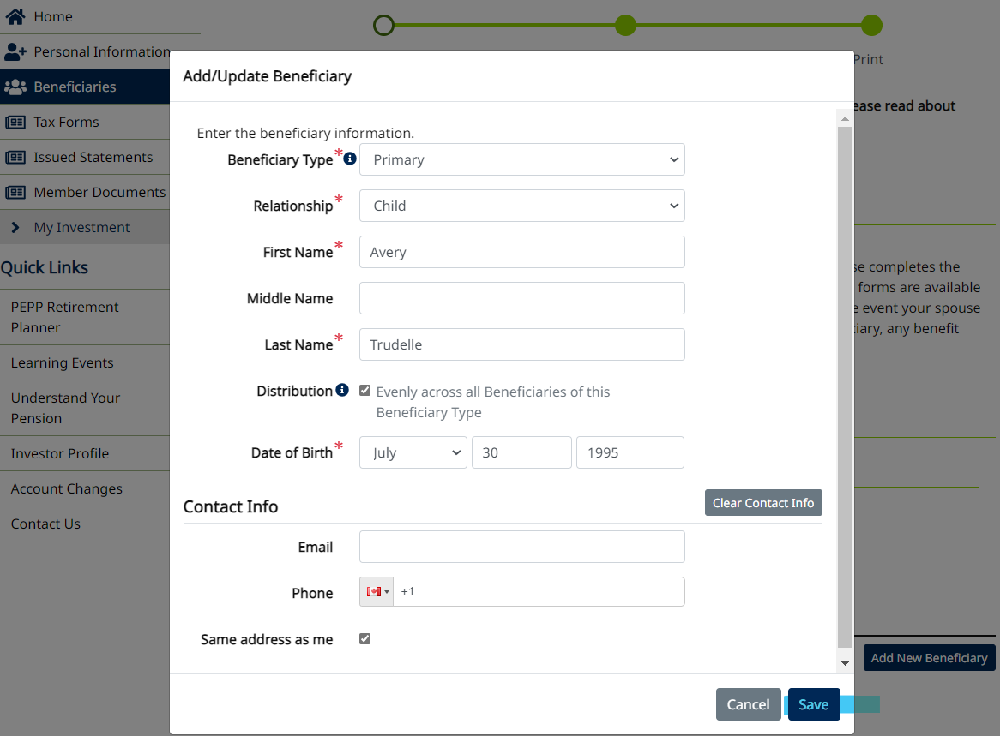 Home
Personal Information
Beneficiaries
Tax Forms
Issued Statements
Member Documents
My Investment
Quick Links
PEPP Retirement
Planner
Learning Events
Understand Your
Pension
Investor Profile
Account Changes
Contact Us
Print
ease read about
se completes the
forms are available
e event your spouse
iary, any benefit
Add New Beneficiary
Add/Update Beneficiary
Enter the beneficiary information.
Beneficiary Type* i Primary
Relationship* Child
First Name* Avery
Middle Name
Last Name* Trudelle
Distribution i Evenly across all Beneficiaries of this
Beneficiary Type
Date of Birth* July 30 1995
Contact Info Clear Contact Info
Email
Phone +1
Same address as me
Cancel Save